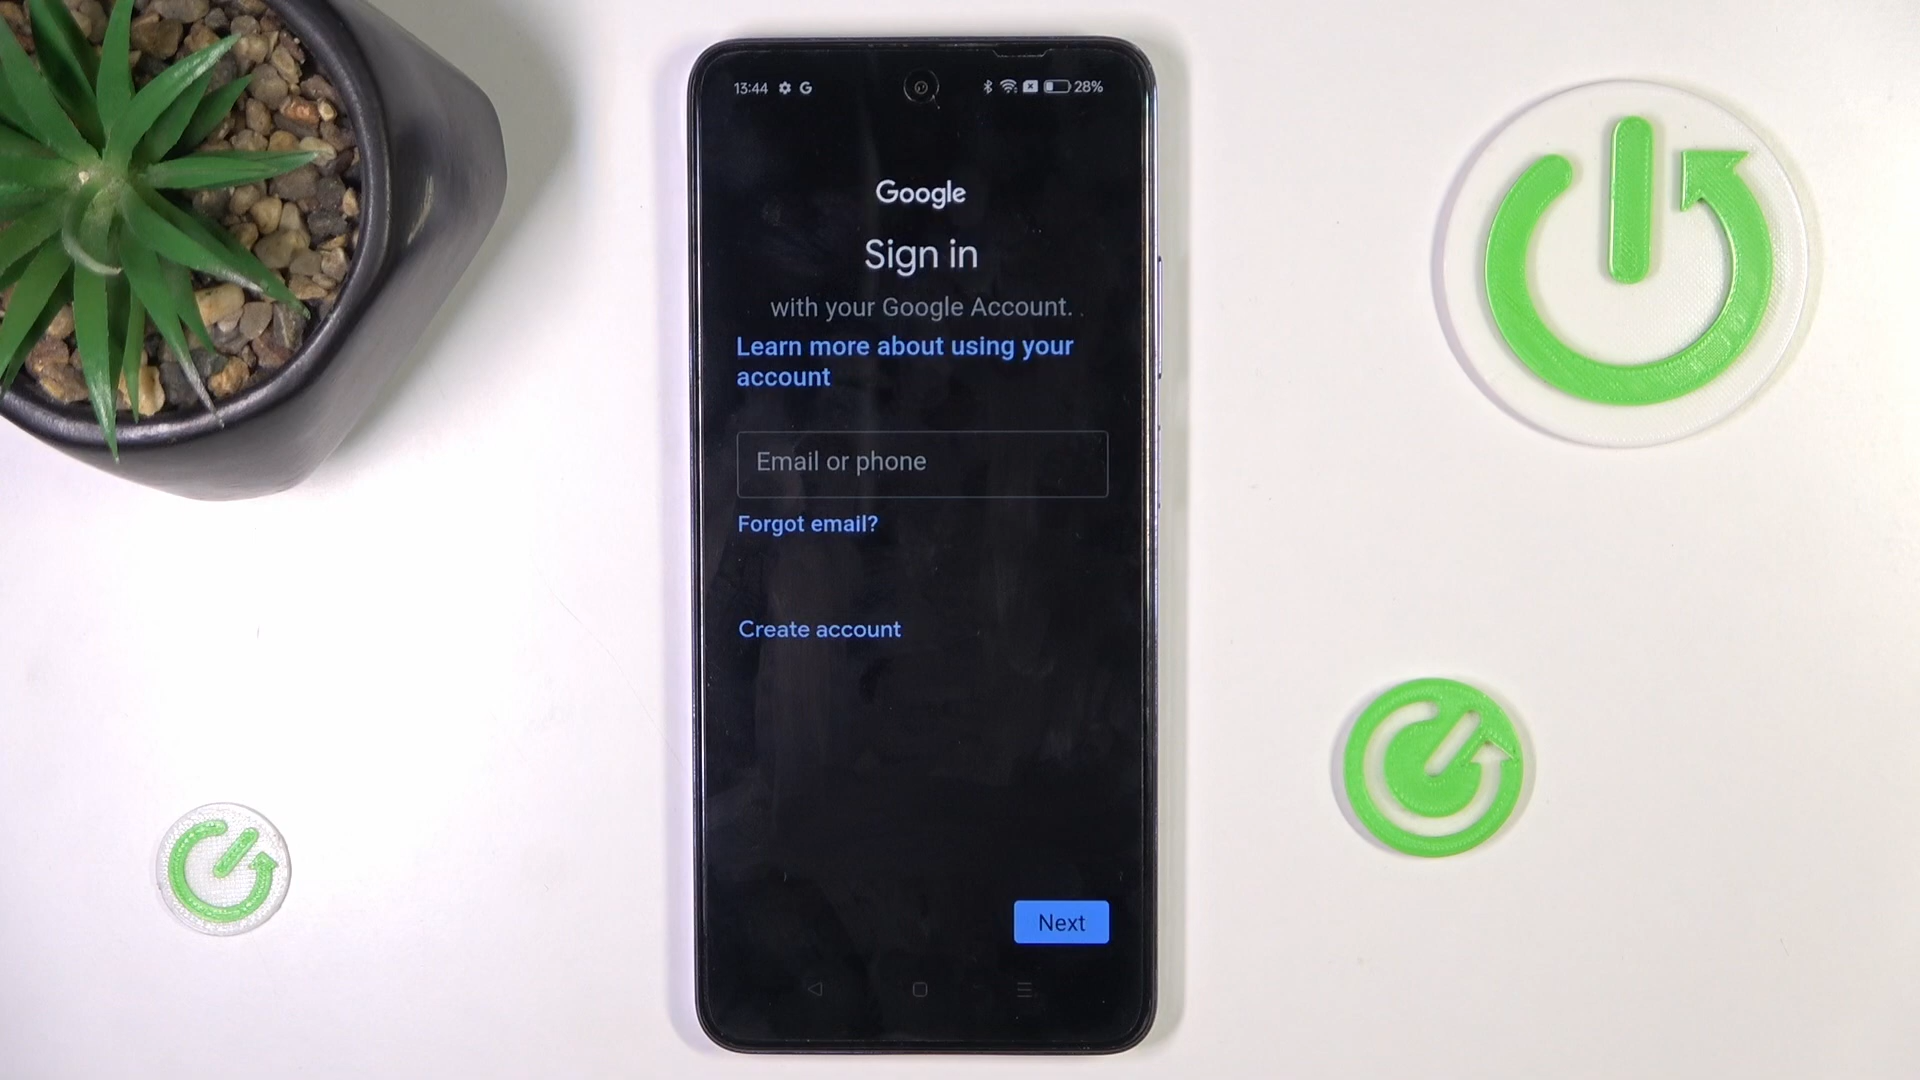 13:44 G 28%
Google
Sign in
with your Google Account.
Learn more about using your
account
Email or phone
Forgot email?
Create account
Next